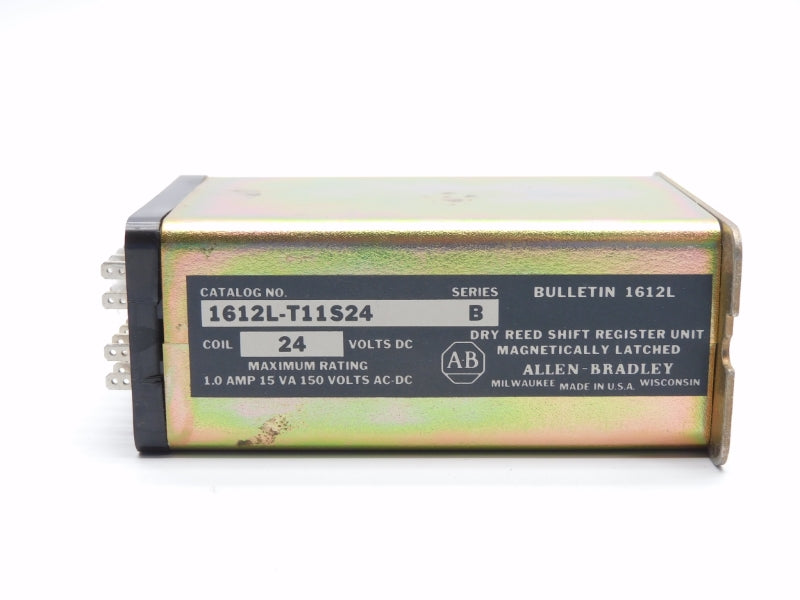 CATALOG NO. SERIES
1612L-T11S24 B
COIL 24 VOLTS DC
MAXIMUM RATING
1.0 AMP 15 VA 150 VOLTS AC-DC
A-B
BULLETIN 1612L
DRY REED SHIFT REGISTER UNIT
MAGNETICALLY LATCHED
ALLEN-BRADLEY
MILWAUKEE MADE IN U.S.A. WISCONSIN